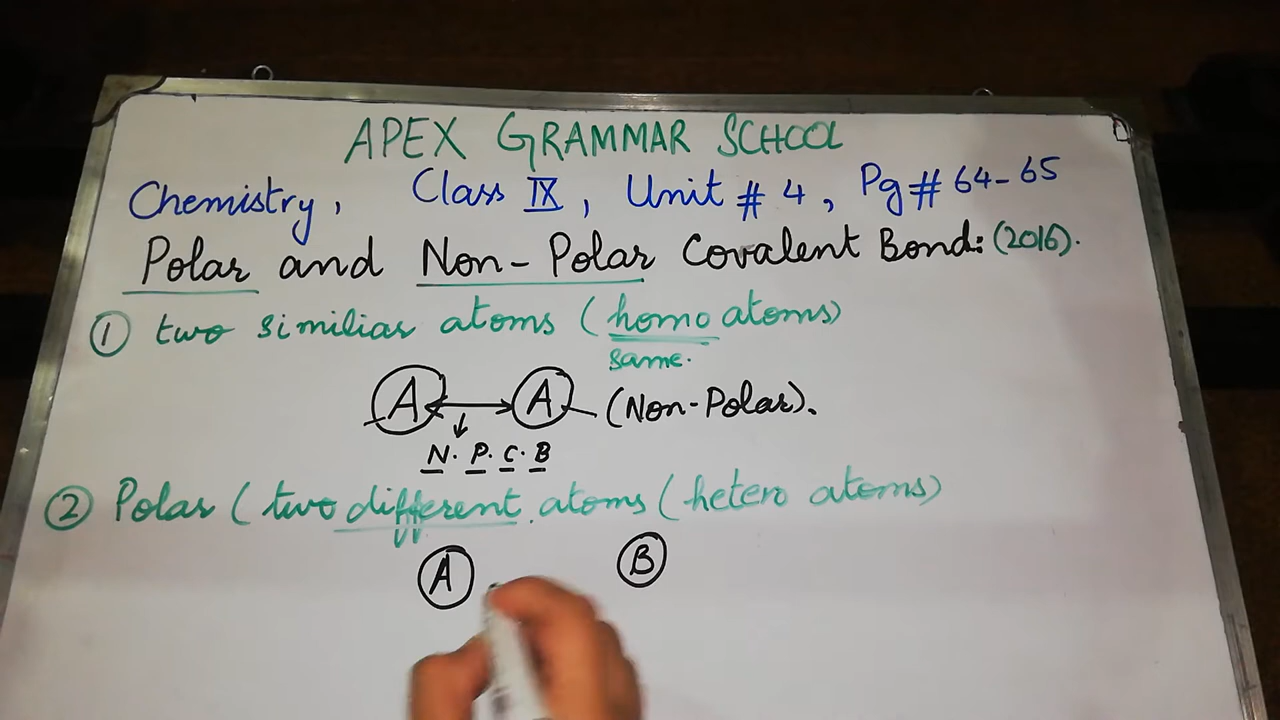 APEX GRAMMAR SCHOOL
Chemistry, Class IX, Unit # 4, Pg # 64-65
Polar and Non-Polar Covalent Bond: (2016).
① two similiar atoms (homo atoms)
same.
A A (Non-Polar).
N. P. C. B
② Polar (two different atoms (hetero atoms)
A B